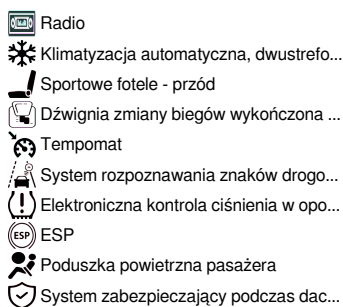 Radio
Klimatyzacja automatyczna, dwustrefo...
Sportowe fotele - przód
Dźwignia zmiany biegów wykończona ...
Tempomat
System rozpoznawania znaków drogo...
Elektroniczna kontrola ciśnienia w opo...
ESP ESP
Poduszka powietrzna pasażera
System zabezpieczający podczas dac...